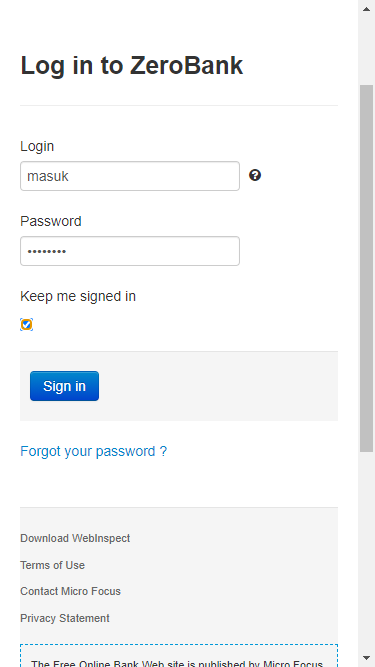 Log in to ZeroBank
Login
masuk
Password
••••••••
Keep me signed in
Sign in
Forgot your password ?
Download WebInspect
Terms of Use
Contact Micro Focus
Privacy Statement
The Free Online Bank Web site is published by Micro Focus